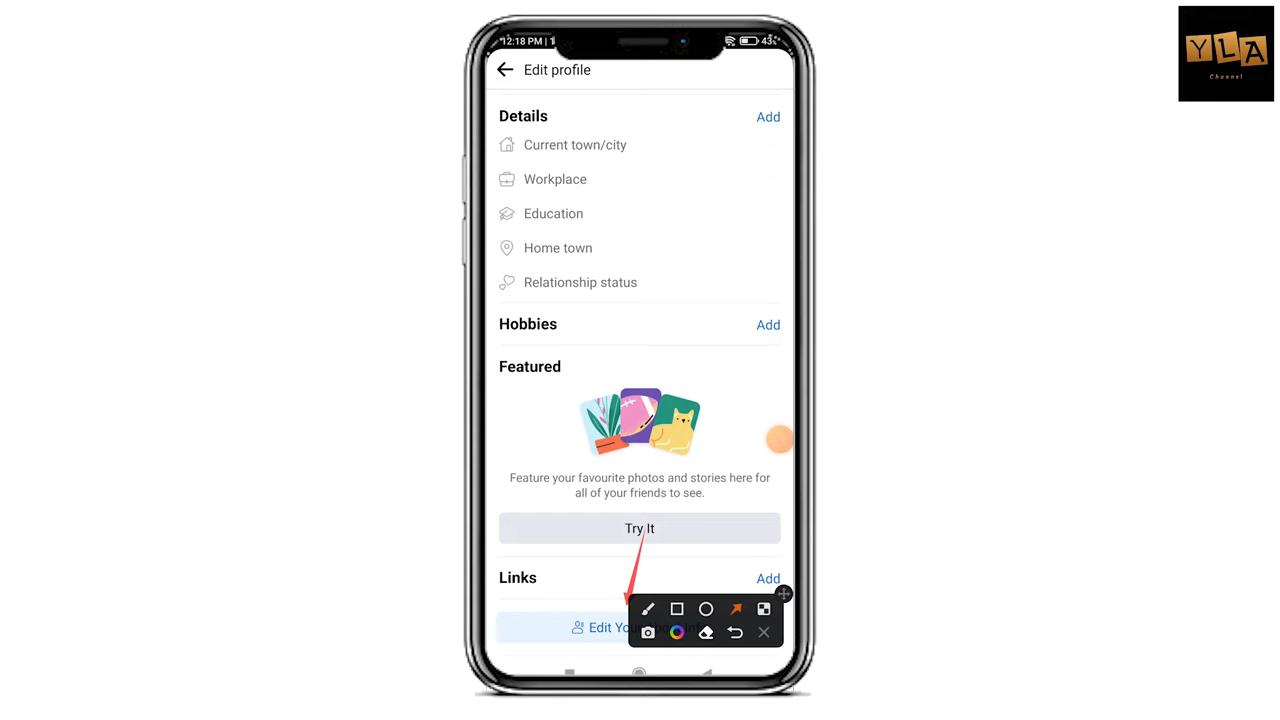 YLA
Channel
12:18 PM
43%
Edit profile
Details
Add
Current town/city
Workplace
Education
Home town
Relationship status
Hobbies
Add
Featured
Feature your favourite photos and stories here for
all of your friends to see.
Try It
Links
Add
Edit